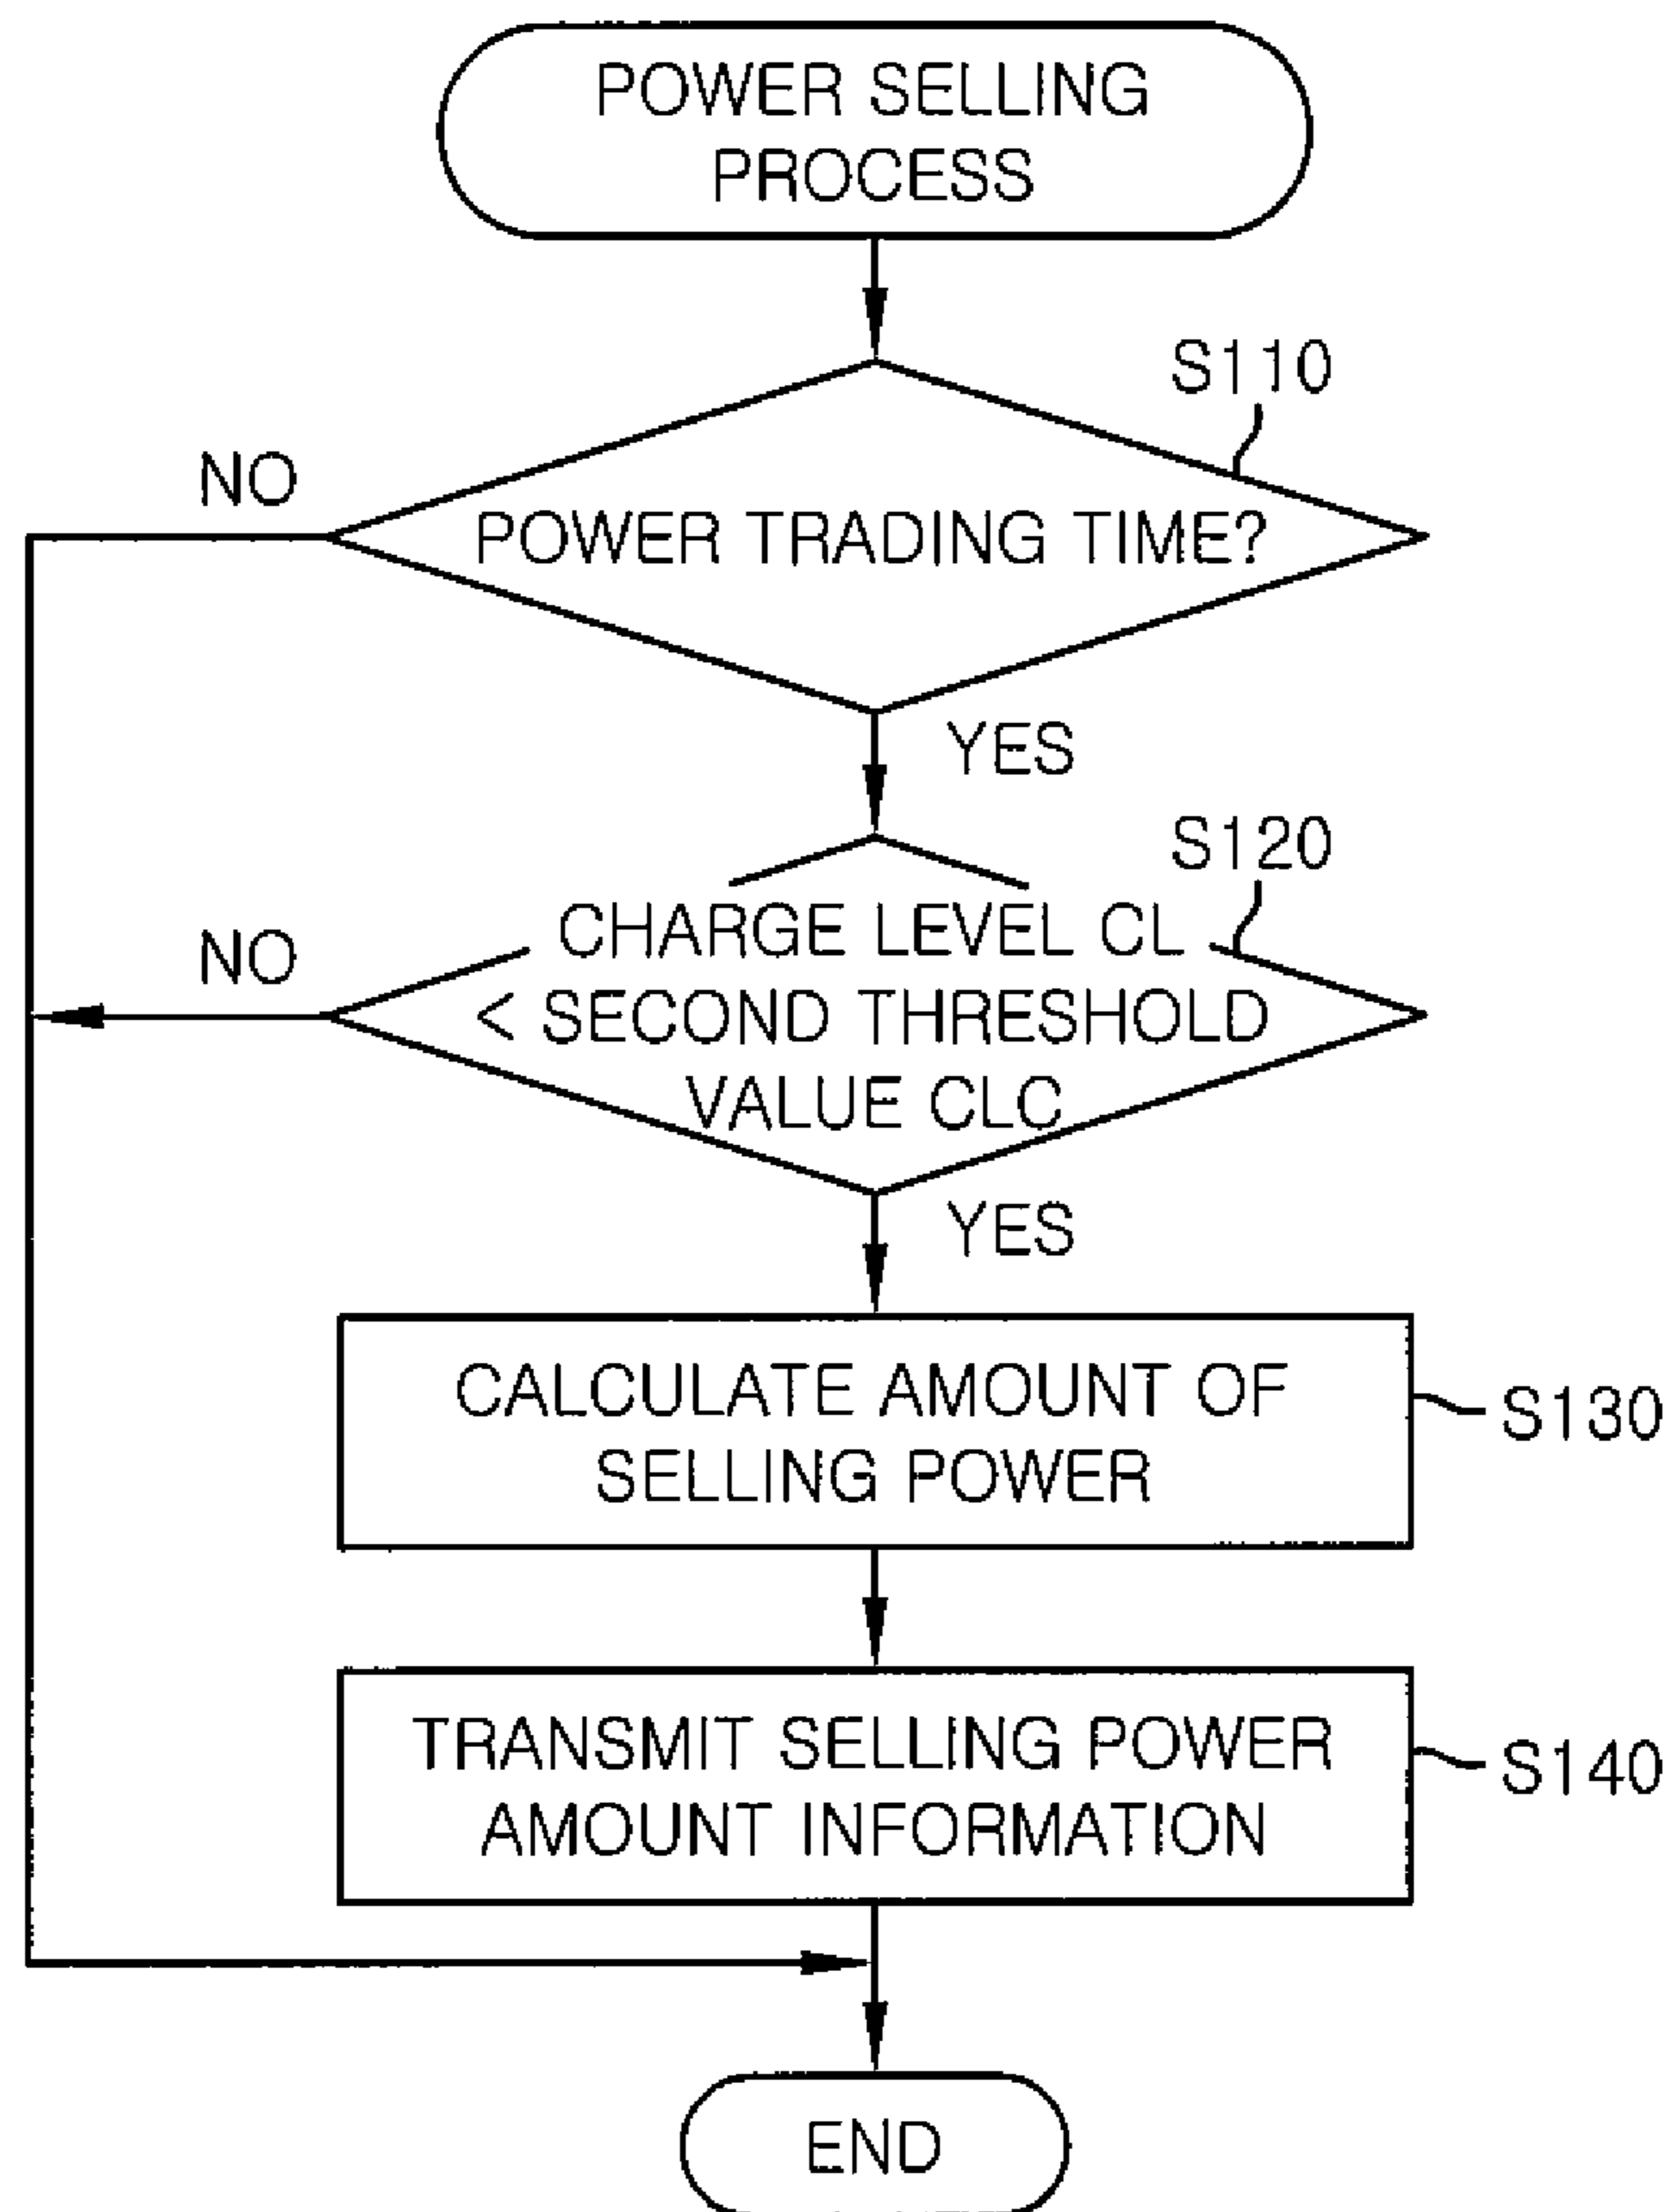 POWER SELLING
PROCESS
S110
NO
POWER TRADING TIME?
YES
S120
NO
CHARGE LEVEL CL
< SECOND THRESHOLD
VALUE CLC
YES
CALCULATE AMOUNT OF
SELLING POWER
S130
TRANSMIT SELLING POWER
AMOUNT INFORMATION
S140
END